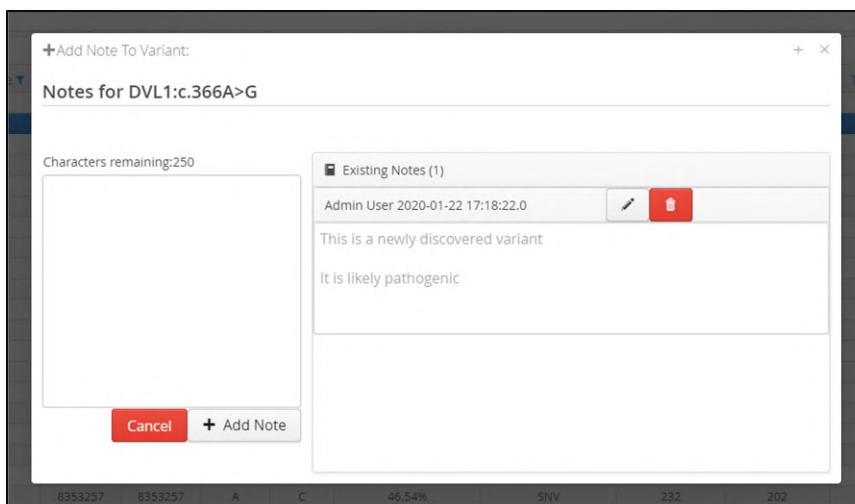 +Add Note To Variant:
+ ×
Notes for DVL1:c.366A>G
Characters remaining:250
Existing Notes (1)
Admin User 2020-01-22 17:18:22.0
This is a newly discovered variant
It is likely pathogenic
Cancel
+ Add Note
8353257 8353257 A C 46.54% SNV 232 202